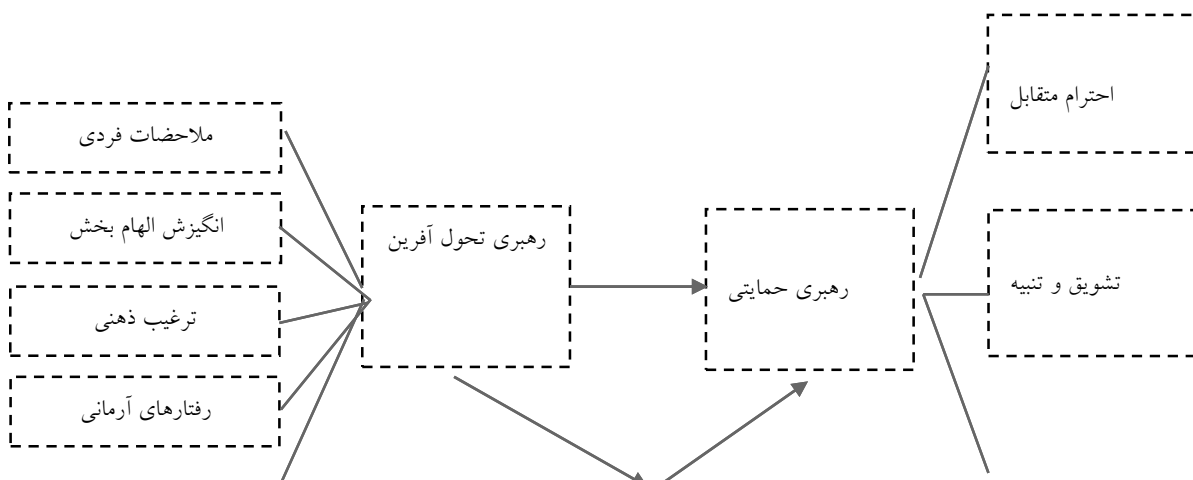 احترام متقابل
ملاحضات فردی
انگیزش الهام بخش
رهبری تحول آفرین
تشویق و تنبیه
رهبری حمایتی
ترغیب ذهنی
رفتارهای آرمانی